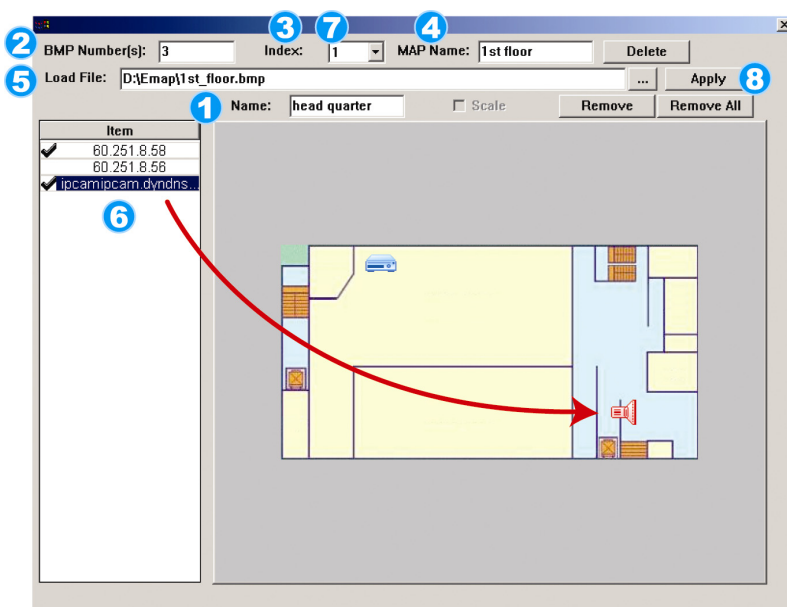 3 7 4
2 BMP Number(s): 3 Index: 1 MAP Name: 1st floor Delete
5 Load File: D:\Emap\1st_floor.bmp ... Apply 8
1 Name: head quarter Scale Remove Remove All
Item
60.251.8.58
60.251.8.56
ipcamipcam.dyndns...
6